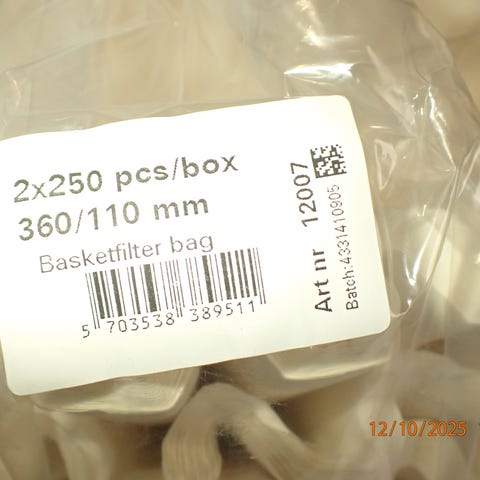 2x250 pcs/box
360/110 mm
Basketfilter bag
5 703538 389511
Art nr 12007
Batch:4331410905
12/10/2025